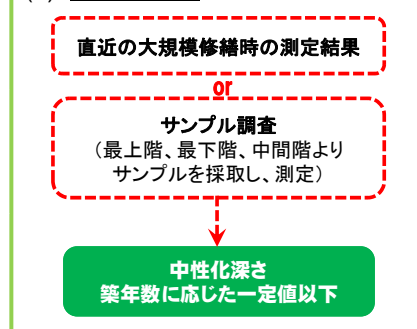 直近の大規模修繕時の測定結果
or
サンプル調査
（最上階、最下階、中間階より
サンプルを採取し、測定）
中性化深さ
築年数に応じた一定値以下